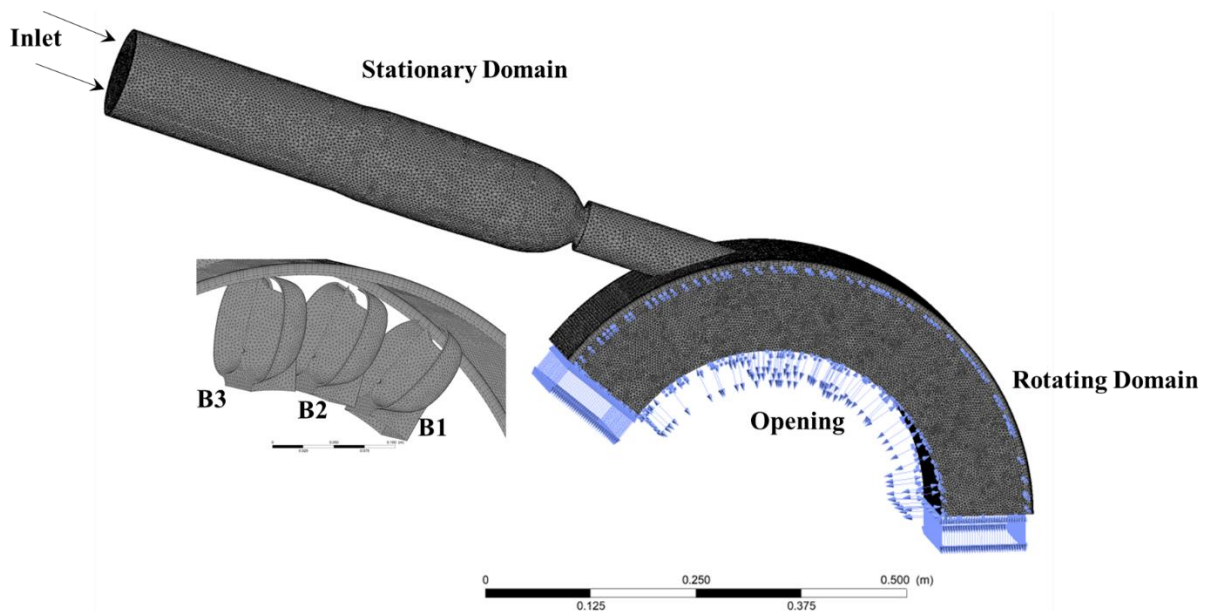 Inlet
Stationary Domain
Rotating Domain
Opening
B3
B2
B1
0 0.250 0.500 (m)
0.125 0.375